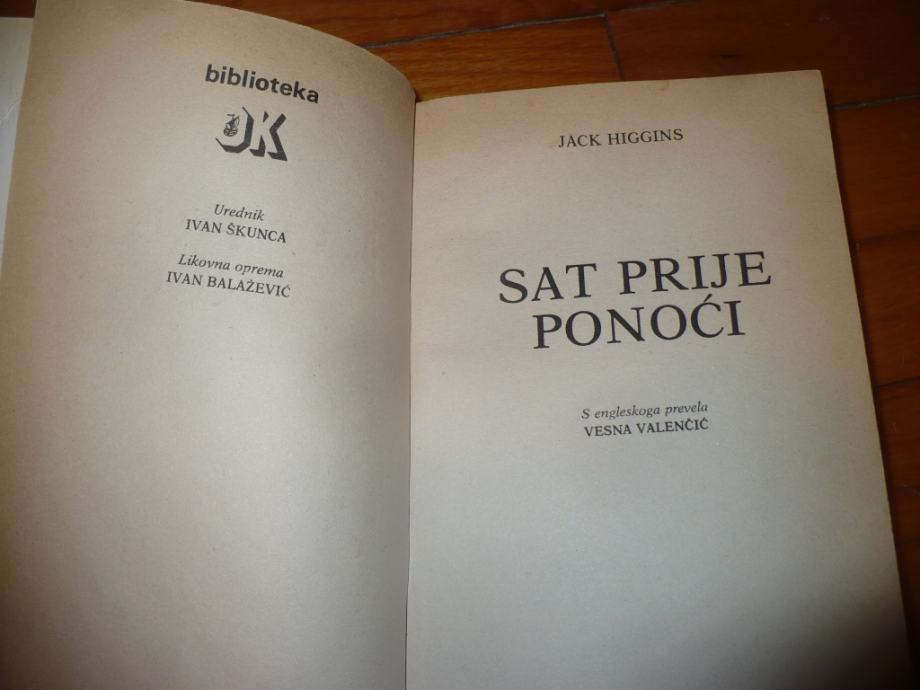 biblioteka
JK
Urednik
IVAN ŠKUNCA
Likovna oprema
IVAN BALAŽEVIĆ
JACK HIGGINS
SAT PRIJE
PONOĆI
S engleskoga prevela
VESNA VALENČIĆ